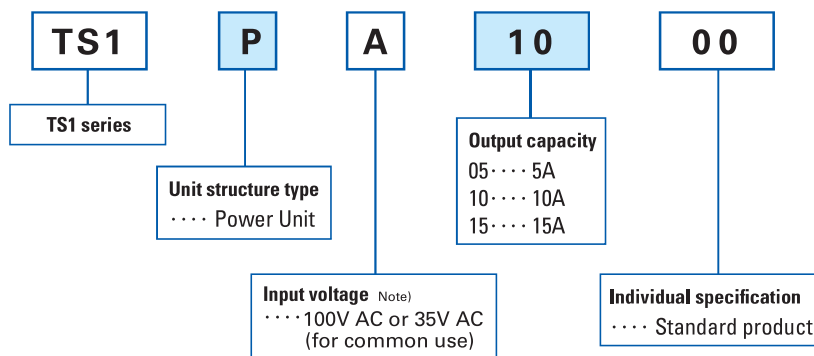 TS1 P A 10 00
TS1 series
Output capacity
05 ···· 5A
10 ···· 10A
15 ···· 15A
Unit structure type
···· Power Unit
Input voltage Note)
···· 100V AC or 35V AC
(for common use)
Individual specification
···· Standard product